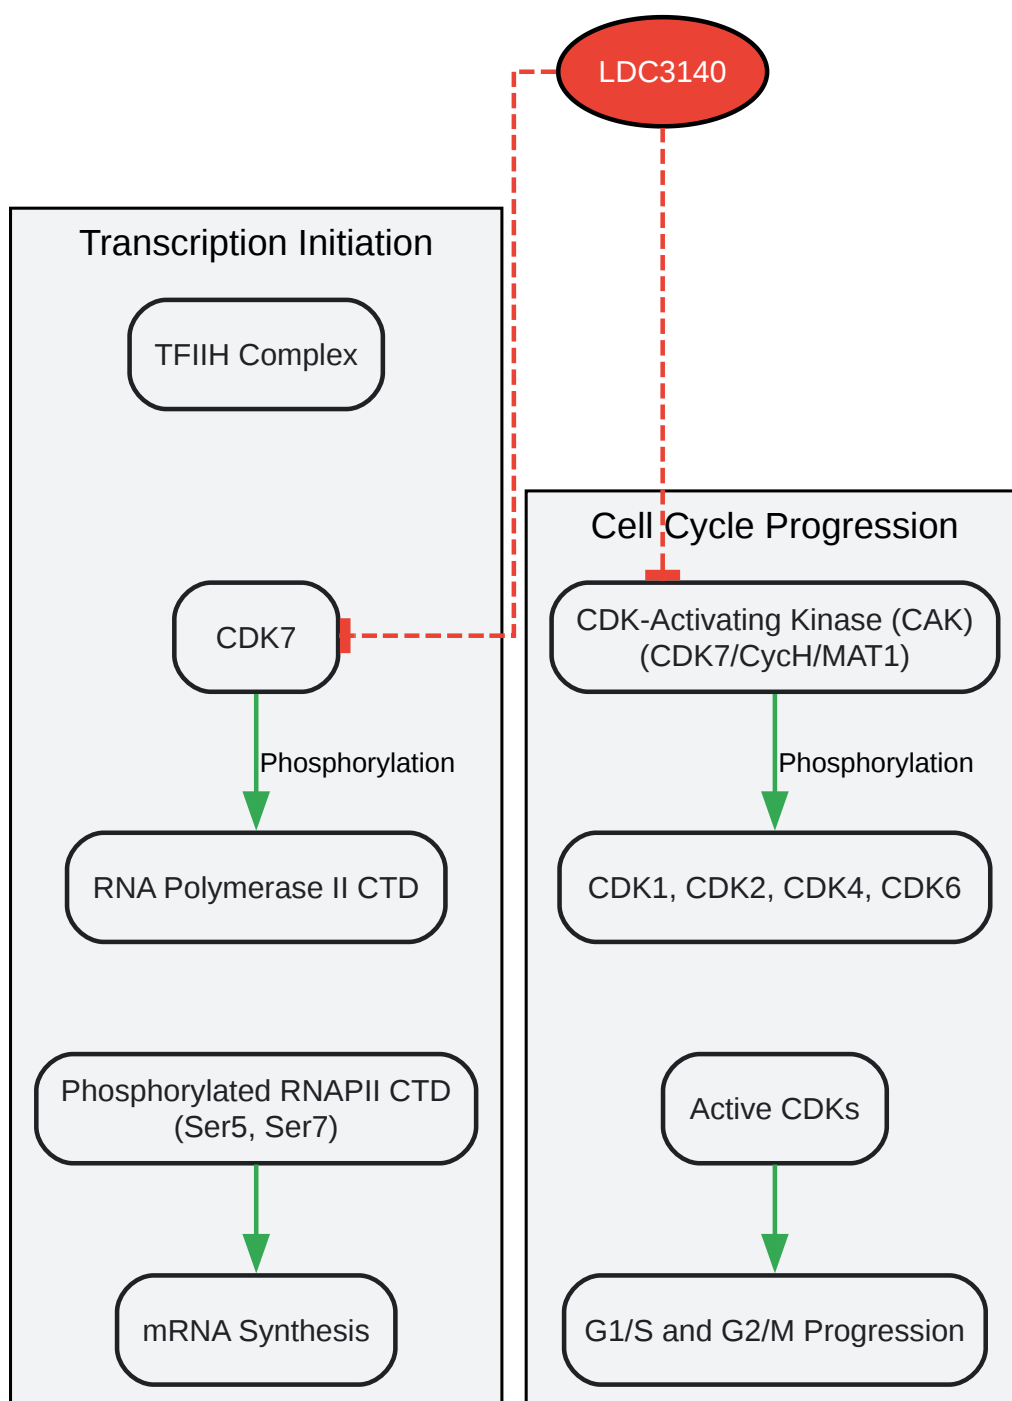 LDC3140
Transcription Initiation
TFIIH Complex
CDK7
Phosphorylation
RNA Polymerase II CTD
Phosphorylated RNAPII CTD
(Ser5, Ser7)
mRNA Synthesis
Cell Cycle Progression
CDK-Activating Kinase (CAK)
(CDK7/CycH/MAT1)
Phosphorylation
CDK1, CDK2, CDK4, CDK6
Active CDKs
G1/S and G2/M Progression